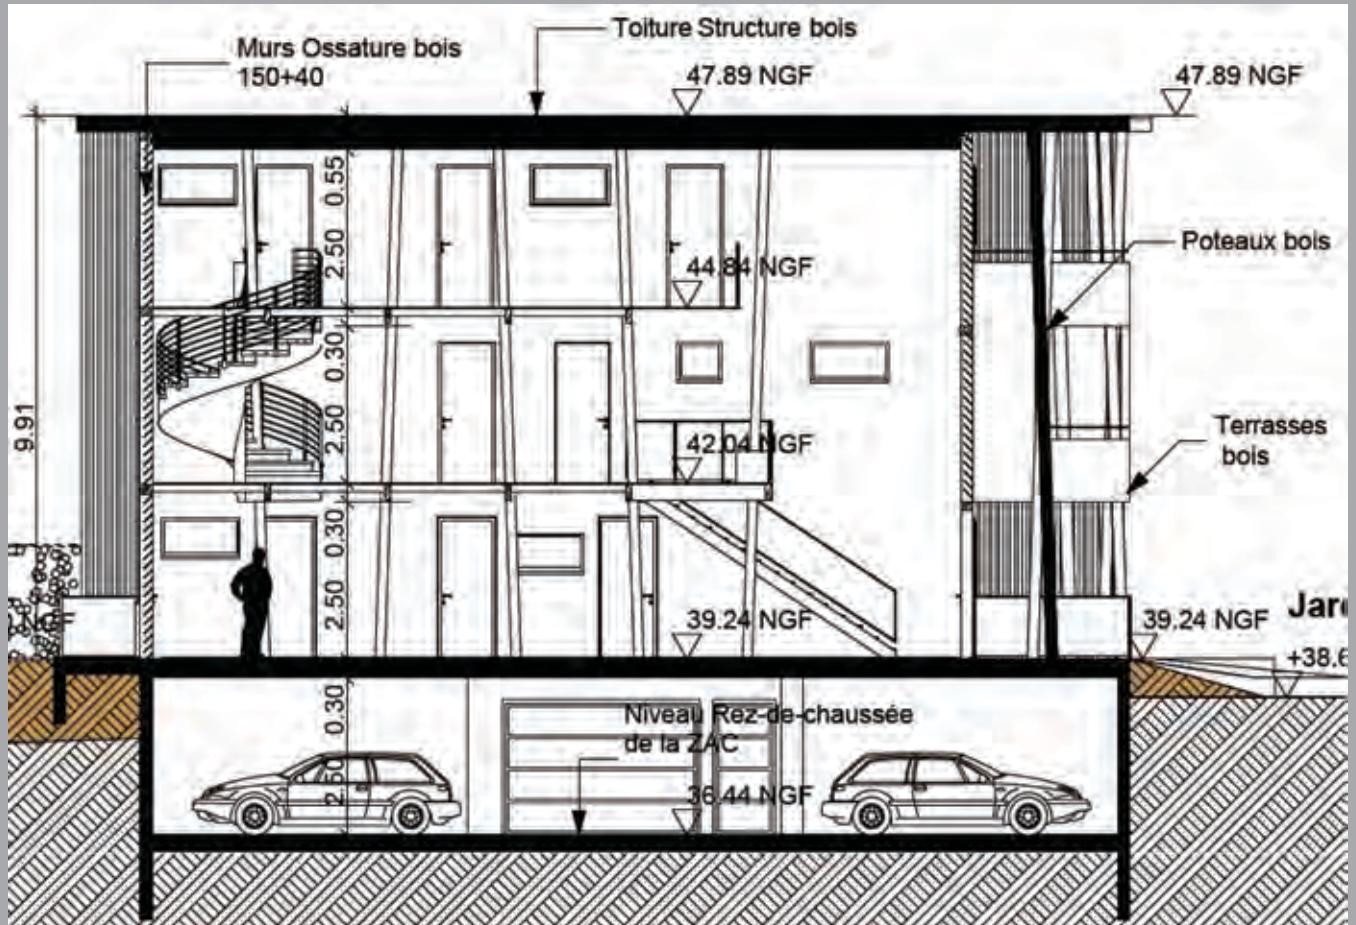 Toiture Structure bois
Murs Ossature bois
150+40
47.89 NGF
47.89 NGF
0.55
2.50
Poteaux bois
44.84 NGF
0.30
9.91
2.50
42.04 NGF
Terrasses
bois
0.30
2.50
39.24 NGF
39.24 NGF
0.30
Niveau Rez-de-chaussée
de la ZAC
2.50
36.44 NGF